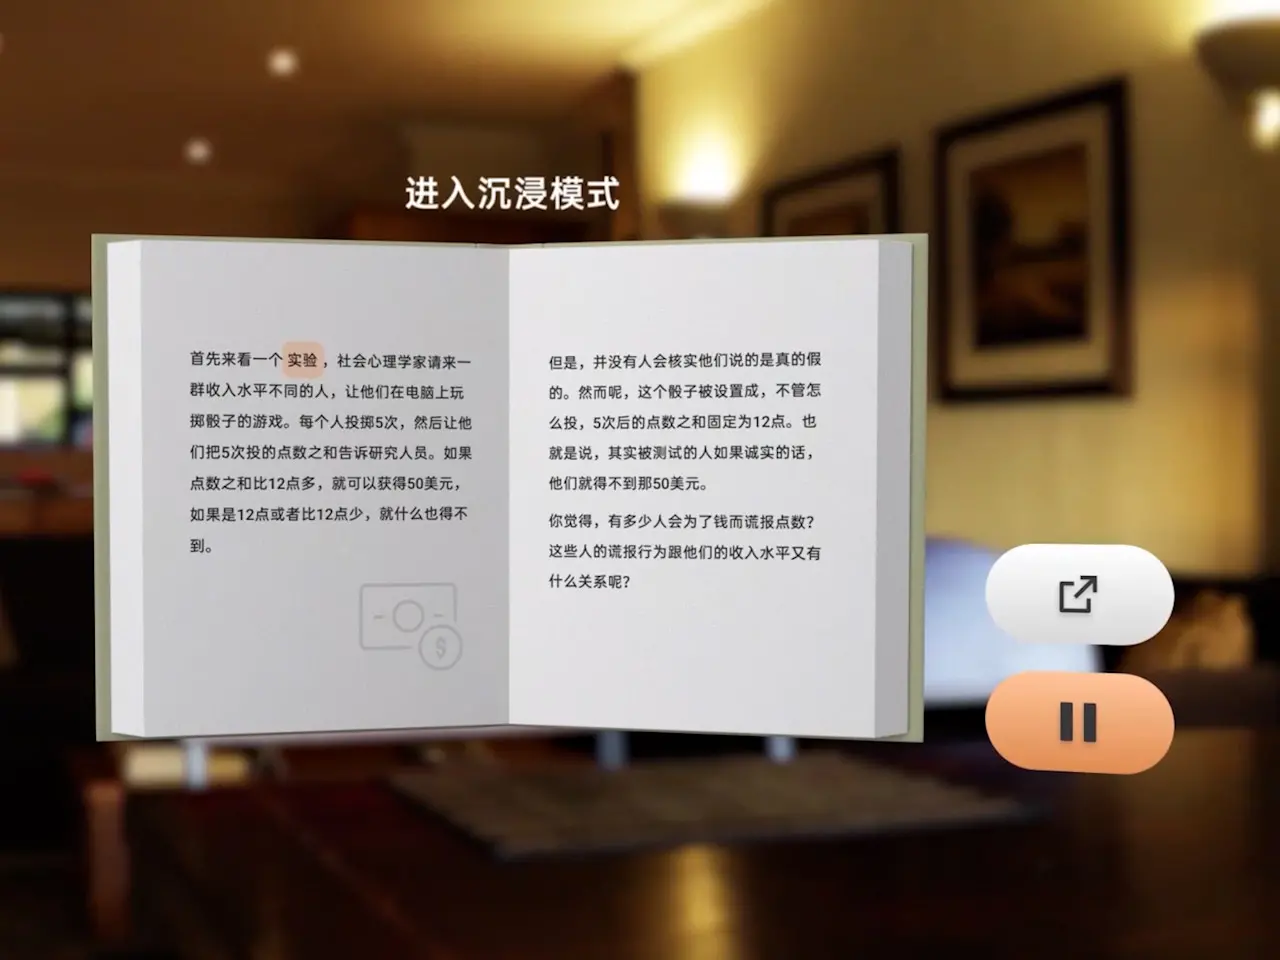 进入沉浸模式
首先来看一个实验，社会心理学家请来一
群收入水平不同的人，让他们在电脑上玩
掷骰子的游戏。每个人投掷5次，然后让他
们把5次投的点数之和告诉研究人员。如果
点数之和比12点多，就可以获得50美元，
如果是12点或者比12点少，就什么也得不
到。
$
但是，并没有人会核实他们说的是真的假
的。然而呢，这个骰子被设置成，不管怎
么投，5次后的点数之和固定为12点。也
就是说，其实被测试的人如果诚实的话，
他们就得不到那50美元。
你觉得，有多少人会为了钱而谎报点数？
这些人的谎报行为跟他们的收入水平又有
什么关系呢？